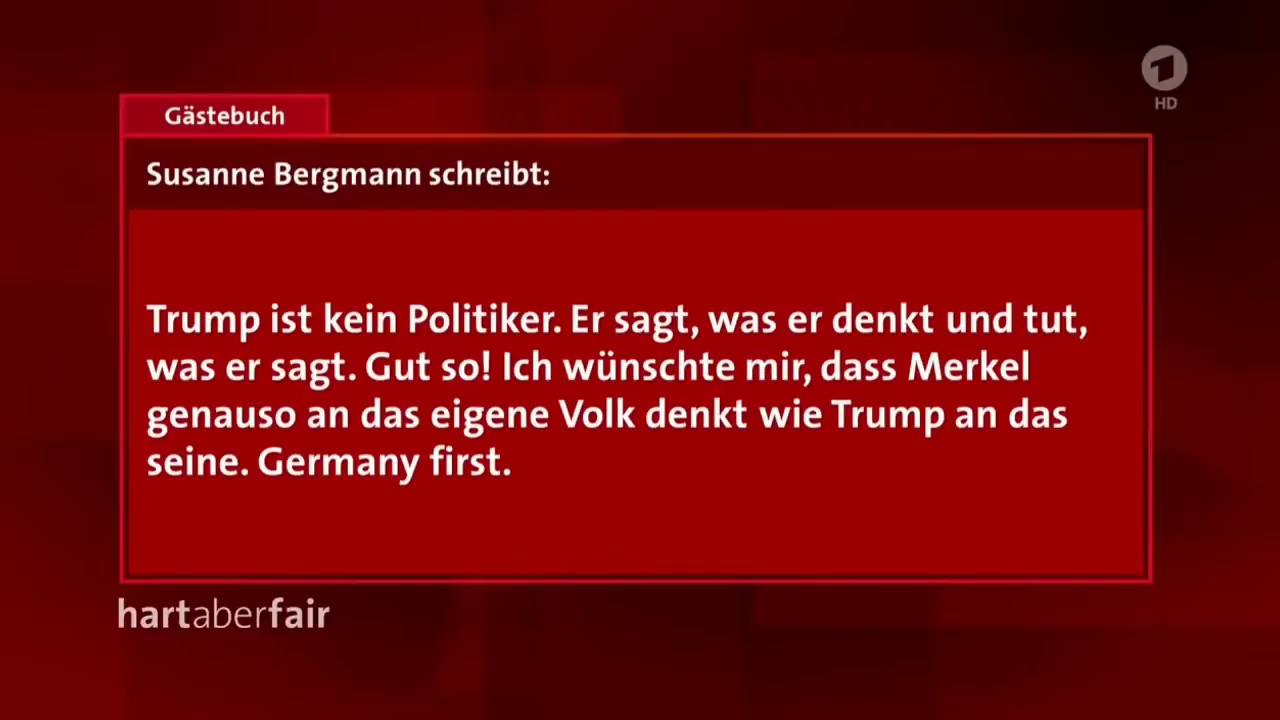 Gästebuch
HD
Susanne Bergmann schreibt:
Trump ist kein Politiker. Er sagt, was er denkt und tut,
was er sagt. Gut so! Ich wünschte mir, dass Merkel
genauso an das eigene Volk denkt wie Trump an das
seine. Germany first.
hartaberfair